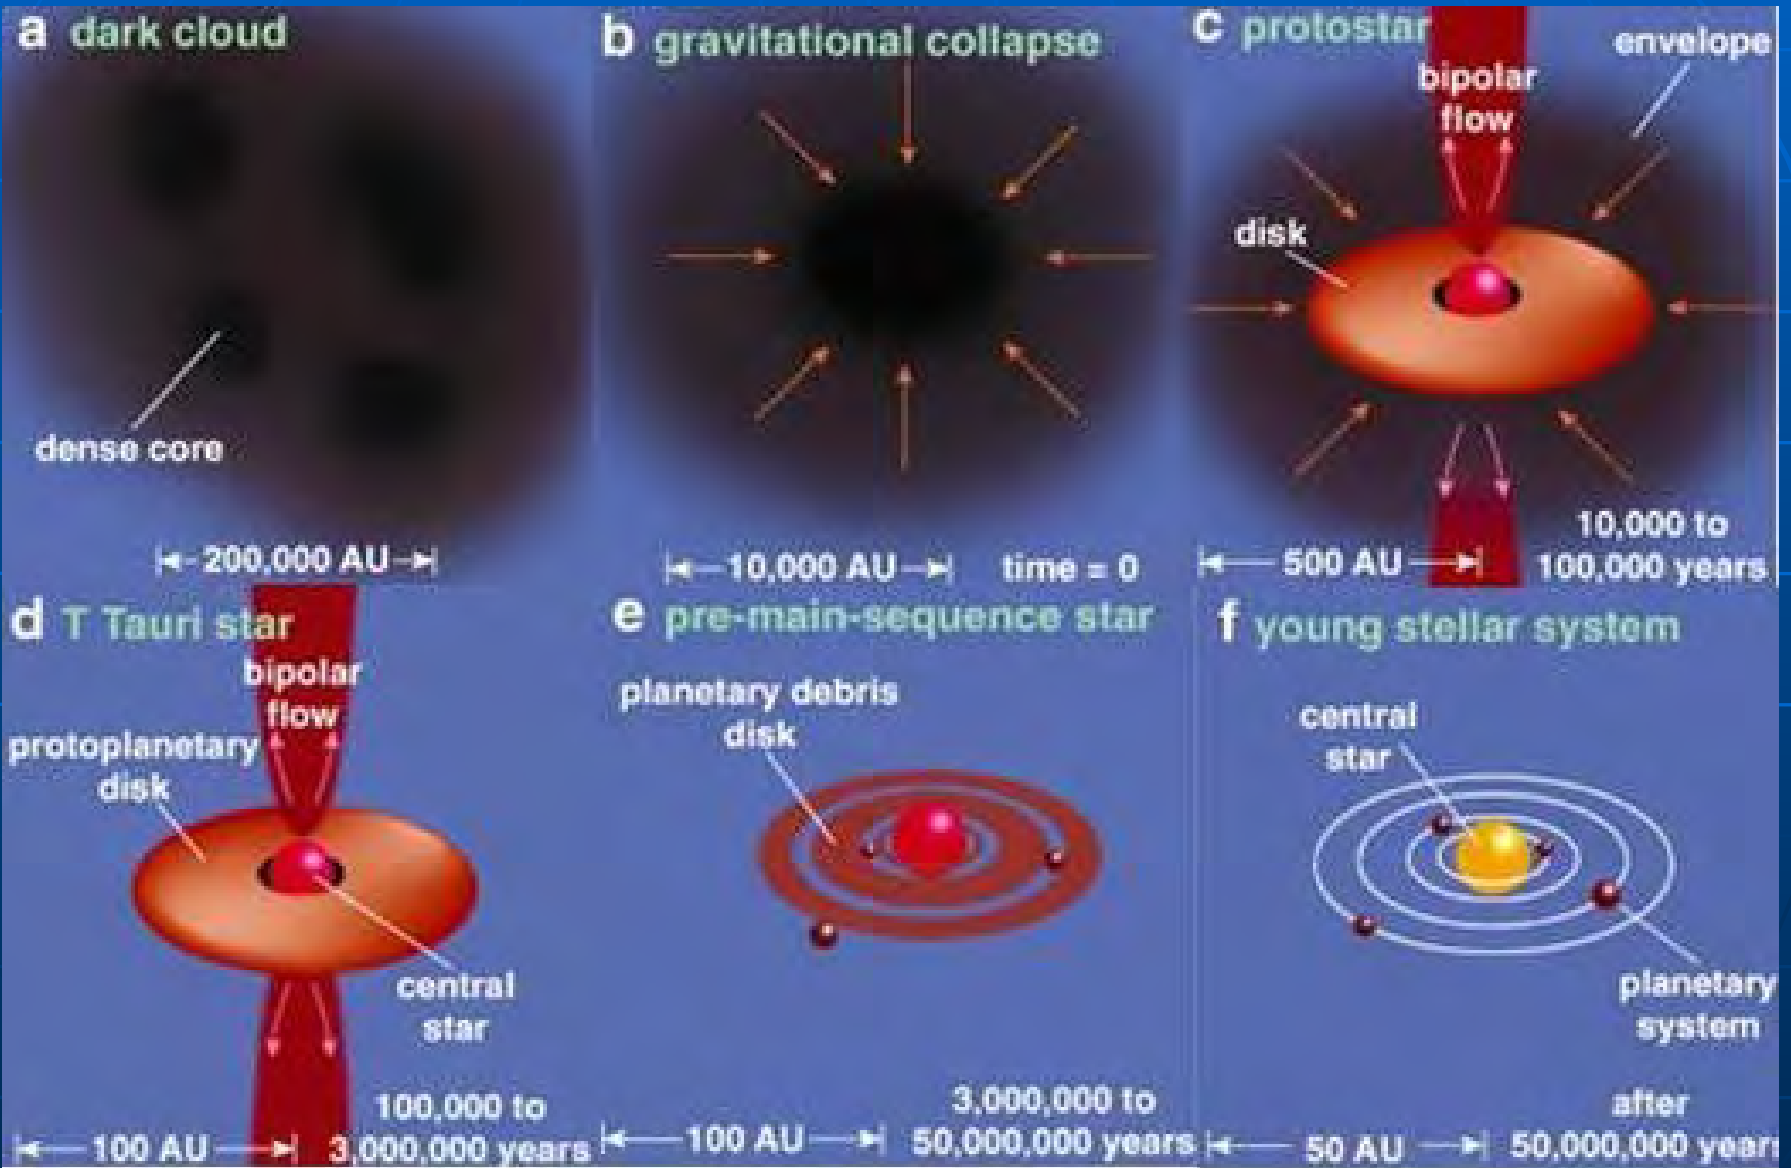 a dark cloud
dense core
200,000 AU
b gravitational collapse
10,000 AU
time = 0
c protostar
envelope
bipolar
flow
disk
500 AU
10,000 to
100,000 years
d T Tauri star
bipolar
flow
protoplanetary
disk
central
star
100 AU
100,000 to
3,000,000 years
e pre-main-sequence star
planetary debris
disk
100 AU
3,000,000 to
50,000,000 years
f young stellar system
central
star
planetary
system
50 AU
after
50,000,000 years